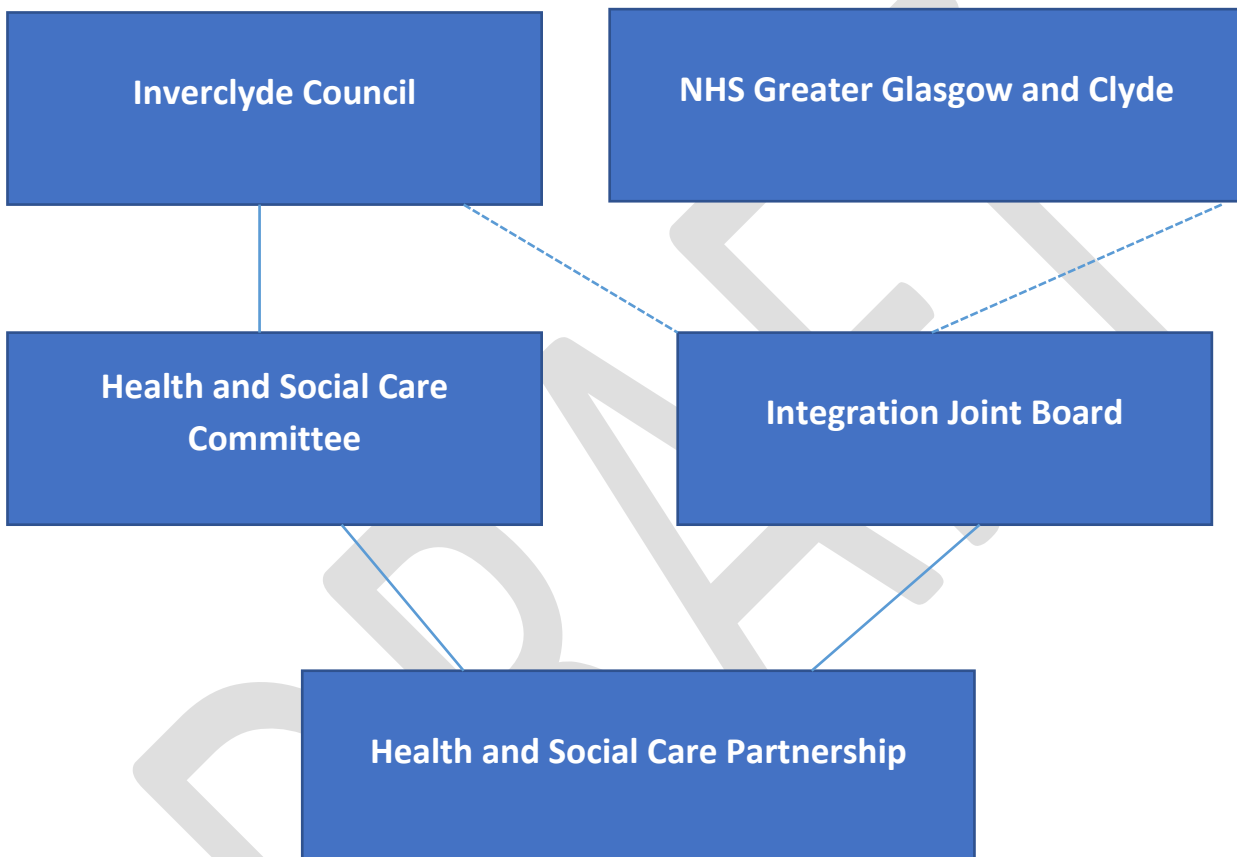 Inverclyde Council
NHS Greater Glasgow and Clyde
Health and Social Care
Committee
Integration Joint Board
Health and Social Care Partnership
DRAFT